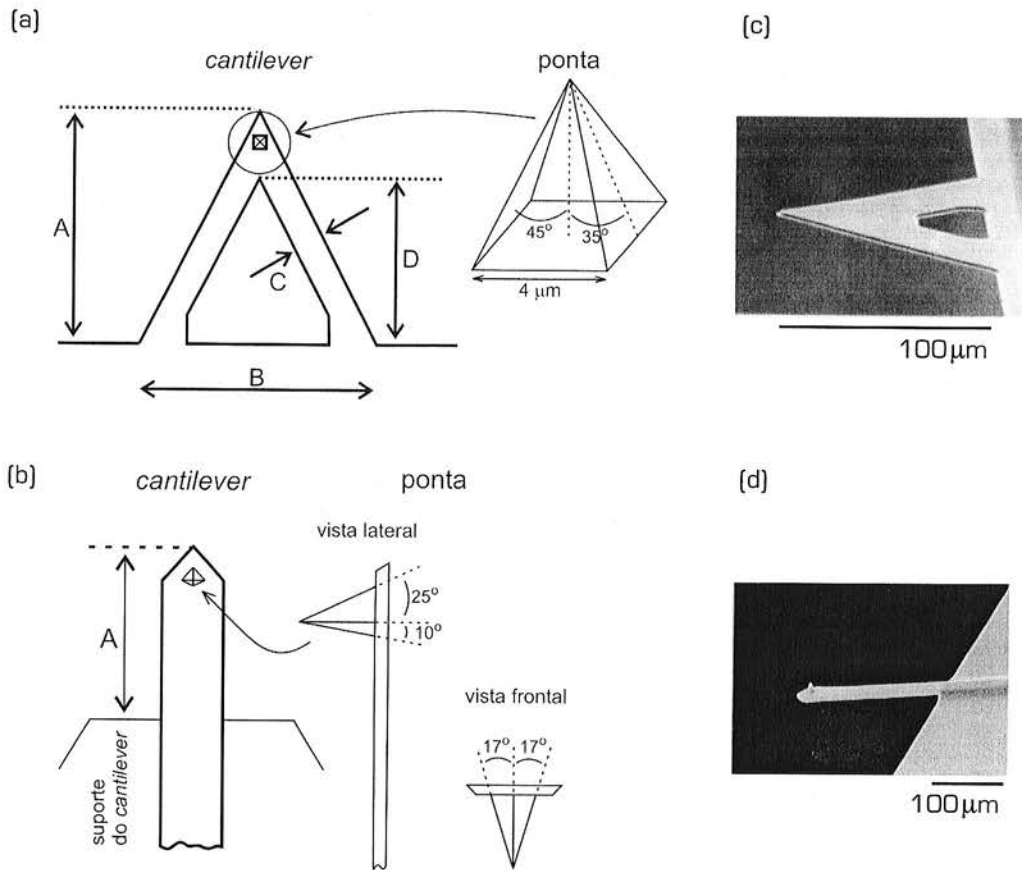 (a)
cantilever
ponta
A
B
C
D
45°
35°
4 μm
(c)
100μm
(b)
cantilever
ponta
vista lateral
A
25°
10°
suporte
do cantilever
vista frontal
17°
17°
(d)
100μm